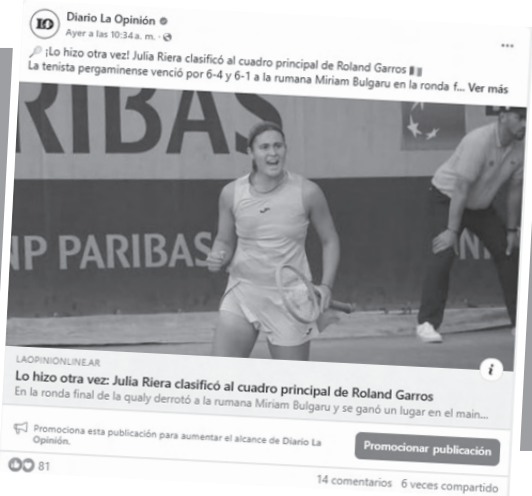 LO
Diario La Opinión
Ayer a las 10:34 a. m. ·
¡Lo hizo otra vez! Julia Riera clasificó al cuadro principal de Roland Garros
La tenista pergaminense venció por 6-4 y 6-1 a la rumana Miriam Bulgaru en la ronda f... Ver más
RIBAS
NP PARIBAS
N
LAOPINIONLINE.AR
Lo hizo otra vez: Julia Riera clasificó al cuadro principal de Roland Garros
En la ronda final de la qualy derrotó a la rumana Miriam Bulgaru y se ganó un lugar en el main...
i
Promociona esta publicación para aumentar el alcance de Diario La
Opinión.
Promocionar publicación
81
14 comentarios 6 veces compartido